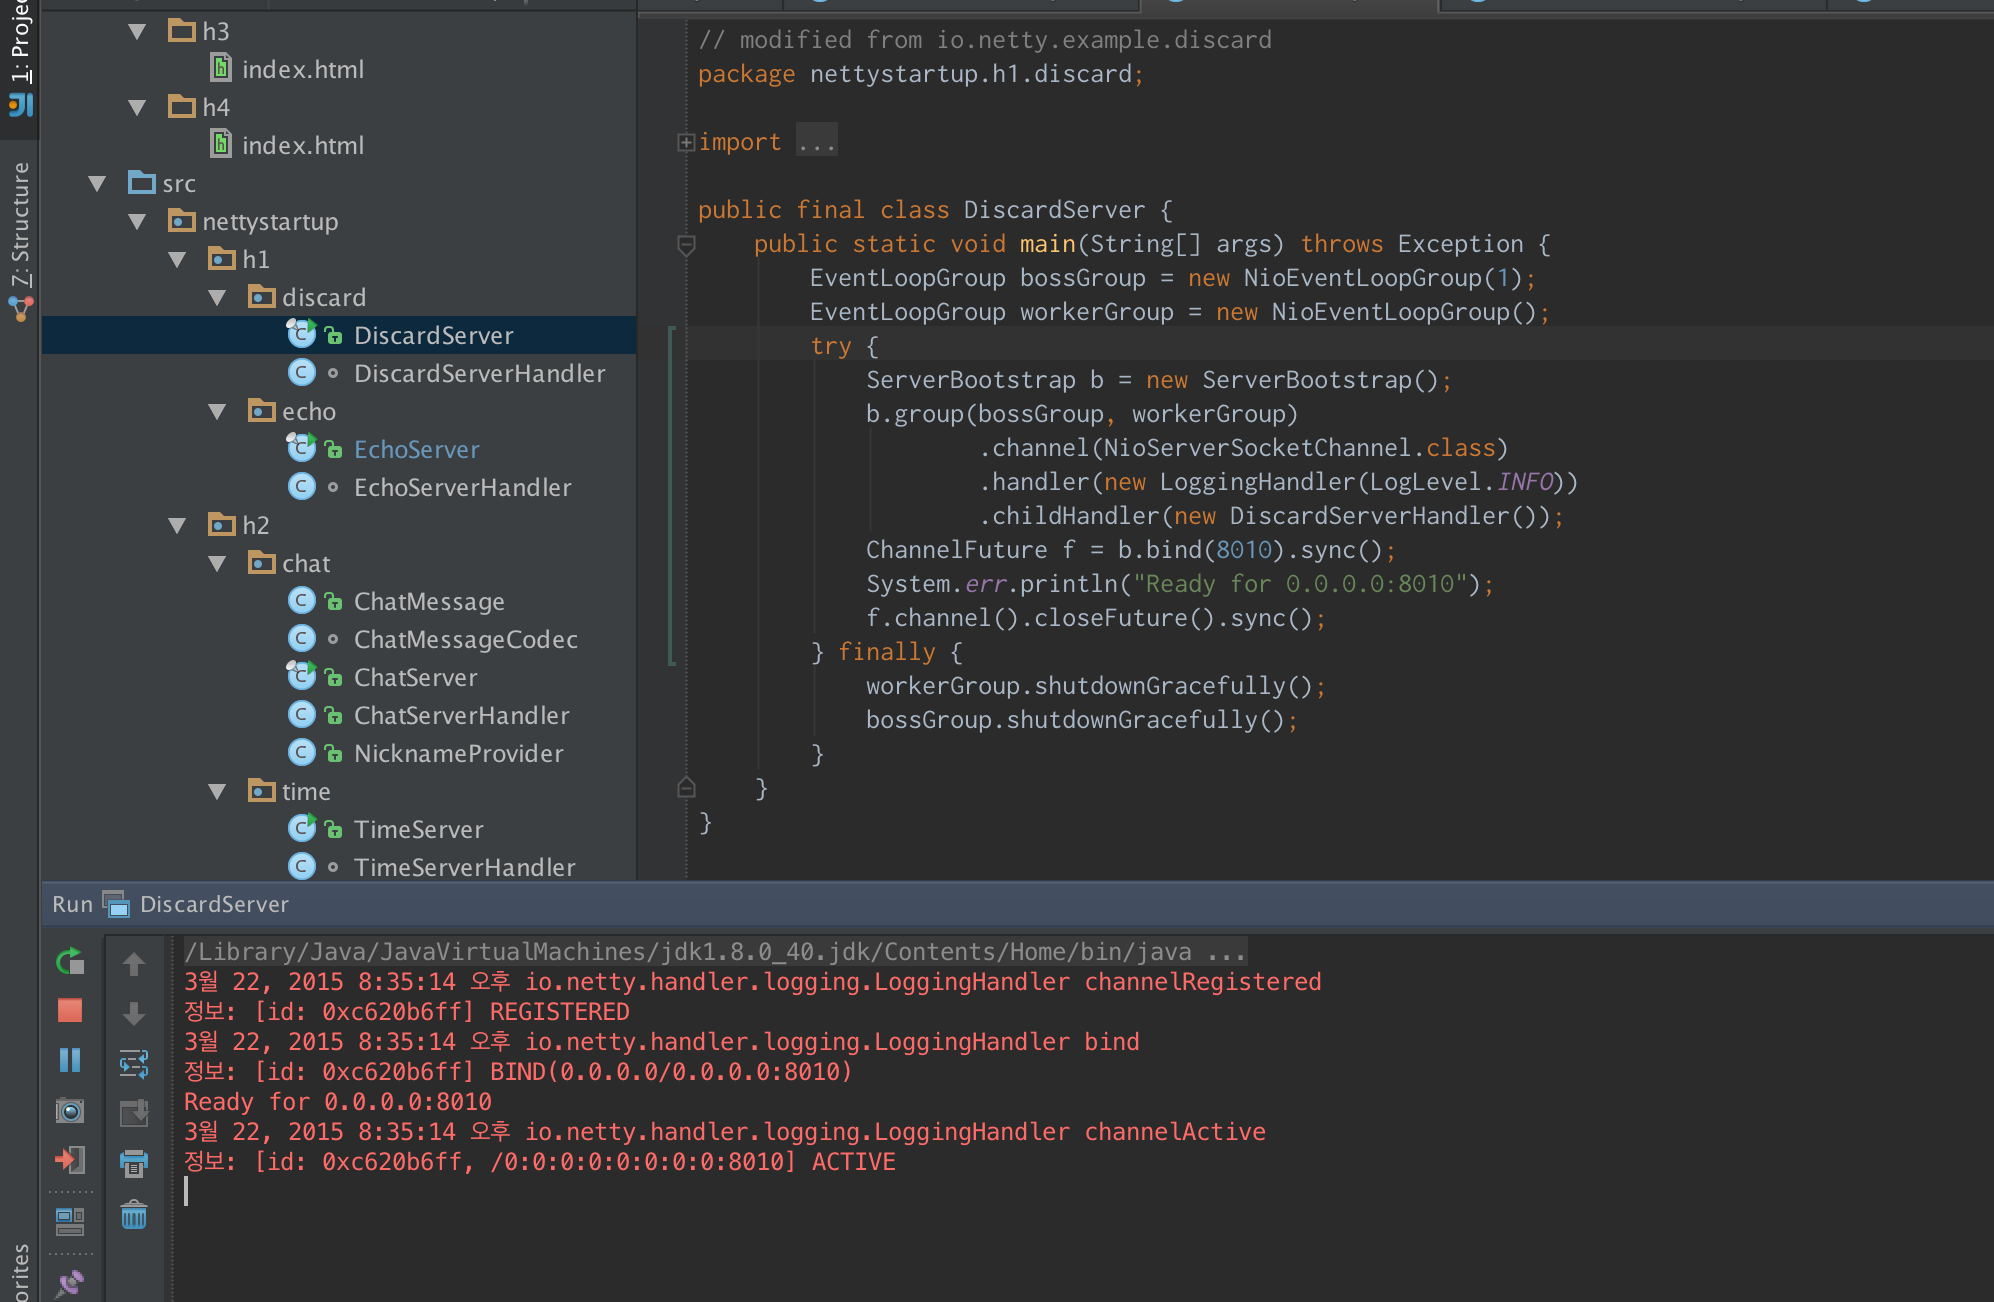 1: Projec
7: Structure
orites
h3
index.html
h4
index.html
src
nettystartup
h1
discard
DiscardServer
DiscardServerHandler
echo
EchoServer
EchoServerHandler
h2
chat
ChatMessage
ChatMessageCodec
ChatServer
ChatServerHandler
NicknameProvider
time
TimeServer
TimeServerHandler
// modified from io.netty.example.discard
package nettystartup.h1.discard;
import ...
public final class DiscardServer {
public static void main(String[] args) throws Exception {
EventLoopGroup bossGroup = new NioEventLoopGroup(1);
EventLoopGroup workerGroup = new NioEventLoopGroup();
try {
ServerBootstrap b = new ServerBootstrap();
b.group(bossGroup, workerGroup)
.channel(NioServerSocketChannel.class)
.handler(new LoggingHandler(LogLevel.INFO))
.childHandler(new DiscardServerHandler());
ChannelFuture f = b.bind(8010).sync();
System.err.println("Ready for 0.0.0.0:8010");
f.channel().closeFuture().sync();
} finally {
workerGroup.shutdownGracefully();
bossGroup.shutdownGracefully();
}
}
}
Run DiscardServer
/Library/Java/JavaVirtualMachines/jdk1.8.0_40.jdk/Contents/Home/bin/java ...
3월 22, 2015 8:35:14 오후 io.netty.handler.logging.LoggingHandler channelRegistered
정보: [id: 0xc620b6ff] REGISTERED
3월 22, 2015 8:35:14 오후 io.netty.handler.logging.LoggingHandler bind
정보: [id: 0xc620b6ff] BIND(0.0.0.0/0.0.0.0:8010)
Ready for 0.0.0.0:8010
3월 22, 2015 8:35:14 오후 io.netty.handler.logging.LoggingHandler channelActive
정보: [id: 0xc620b6ff, /0:0:0:0:0:0:0:0:8010] ACTIVE